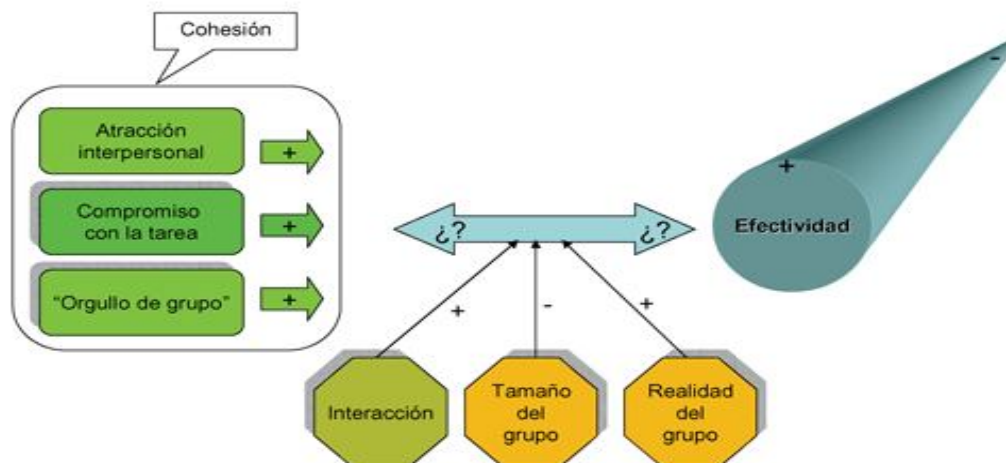 Cohesión
Atracción
interpersonal
+
Compromiso
con la tarea
+
"Orgullo de grupo"
+
¿?
¿?
+
-
Efectividad
+
-
+
Interacción
Tamaño
del
grupo
Realidad
del
grupo